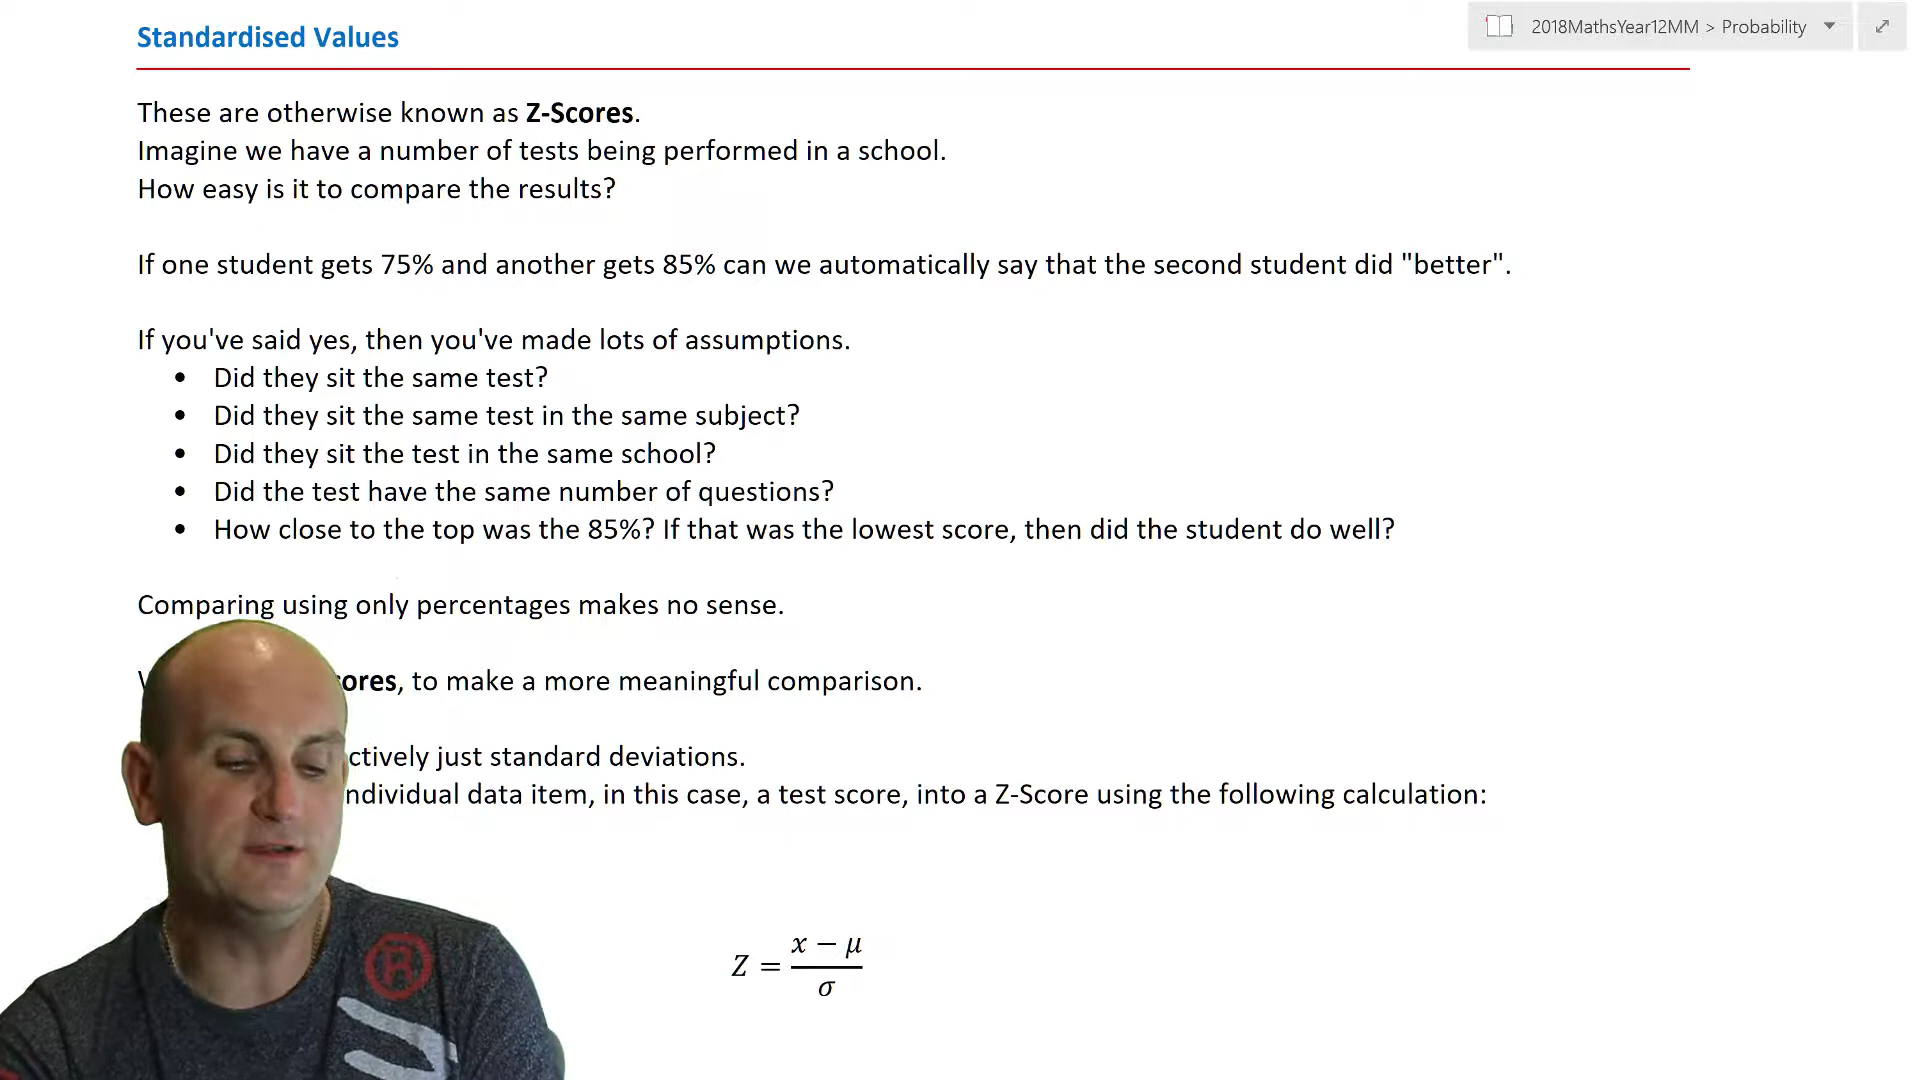 Standardised Values
2018MathsYear12MM > Probability
These are otherwise known as Z-Scores.
Imagine we have a number of tests being performed in a school.
How easy is it to compare the results?
If one student gets 75% and another gets 85% can we automatically say that the second student did "better".
If you've said yes, then you've made lots of assumptions.
• Did they sit the same test?
• Did they sit the same test in the same subject?
• Did they sit the test in the same school?
• Did the test have the same number of questions?
• How close to the top was the 85%? If that was the lowest score, then did the student do well?
Comparing using only percentages makes no sense.
ores, to make a more meaningful comparison.
ctively just standard deviations.
ndividual data item, in this case, a test score, into a Z-Score using the following calculation:
Z = (x − μ) / σ